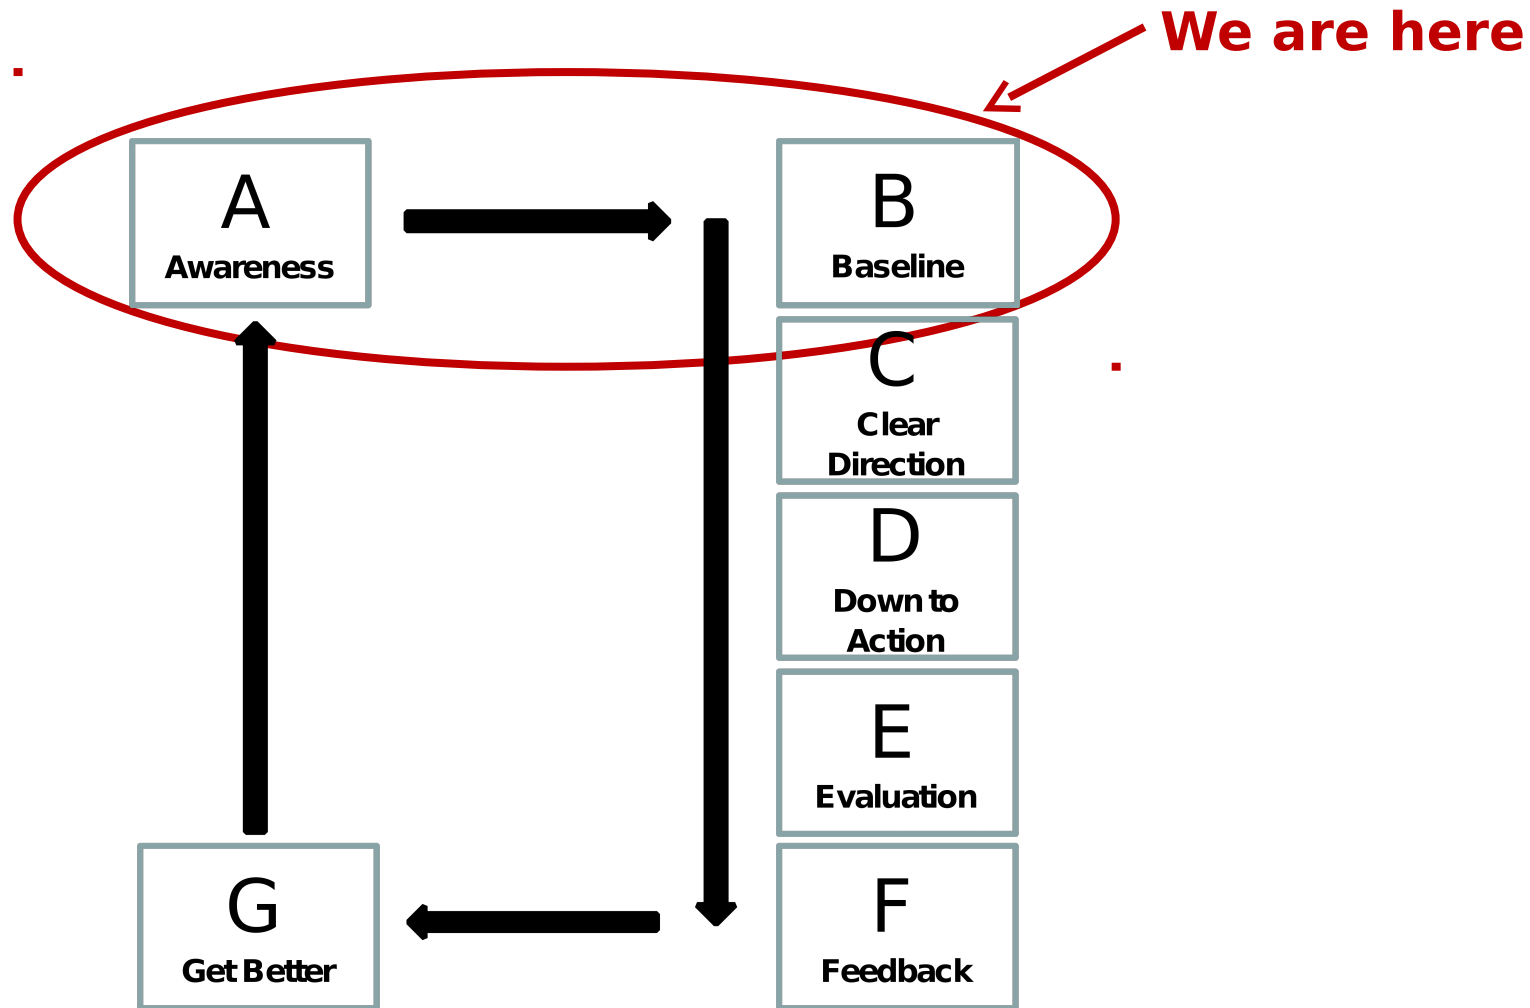 We are here
A
Awareness
B
Baseline
C
Clear
Direction
D
Down to
Action
E
Evaluation
G
Get Better
F
Feedback